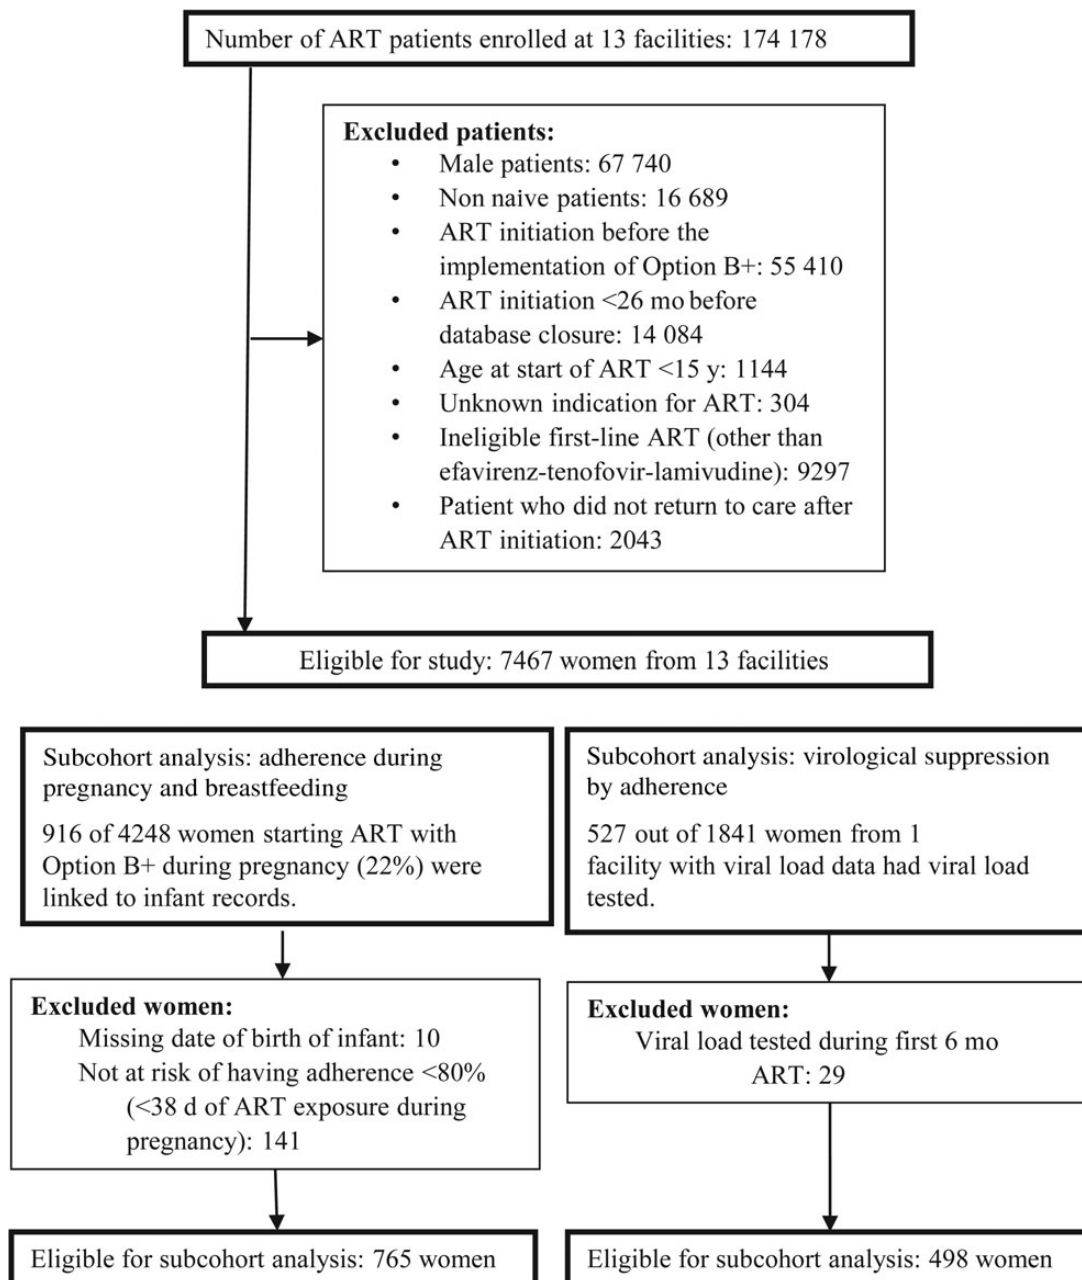 Number of ART patients enrolled at 13 facilities: 174 178
Excluded patients:
• Male patients: 67 740
• Non naive patients: 16 689
• ART initiation before the
implementation of Option B+: 55 410
• ART initiation <26 mo before
database closure: 14 084
• Age at start of ART <15 y: 1144
• Unknown indication for ART: 304
• Ineligible first-line ART (other than
efavirenz-tenofovir-lamivudine): 9297
• Patient who did not return to care after
ART initiation: 2043
Eligible for study: 7467 women from 13 facilities
Subcohort analysis: adherence during
pregnancy and breastfeeding
916 of 4248 women starting ART with
Option B+ during pregnancy (22%) were
linked to infant records.
Excluded women:
Missing date of birth of infant: 10
Not at risk of having adherence <80%
(<38 d of ART exposure during
pregnancy): 141
Eligible for subcohort analysis: 765 women
Subcohort analysis: virological suppression
by adherence
527 out of 1841 women from 1
facility with viral load data had viral load
tested.
Excluded women:
Viral load tested during first 6 mo
ART: 29
Eligible for subcohort analysis: 498 women